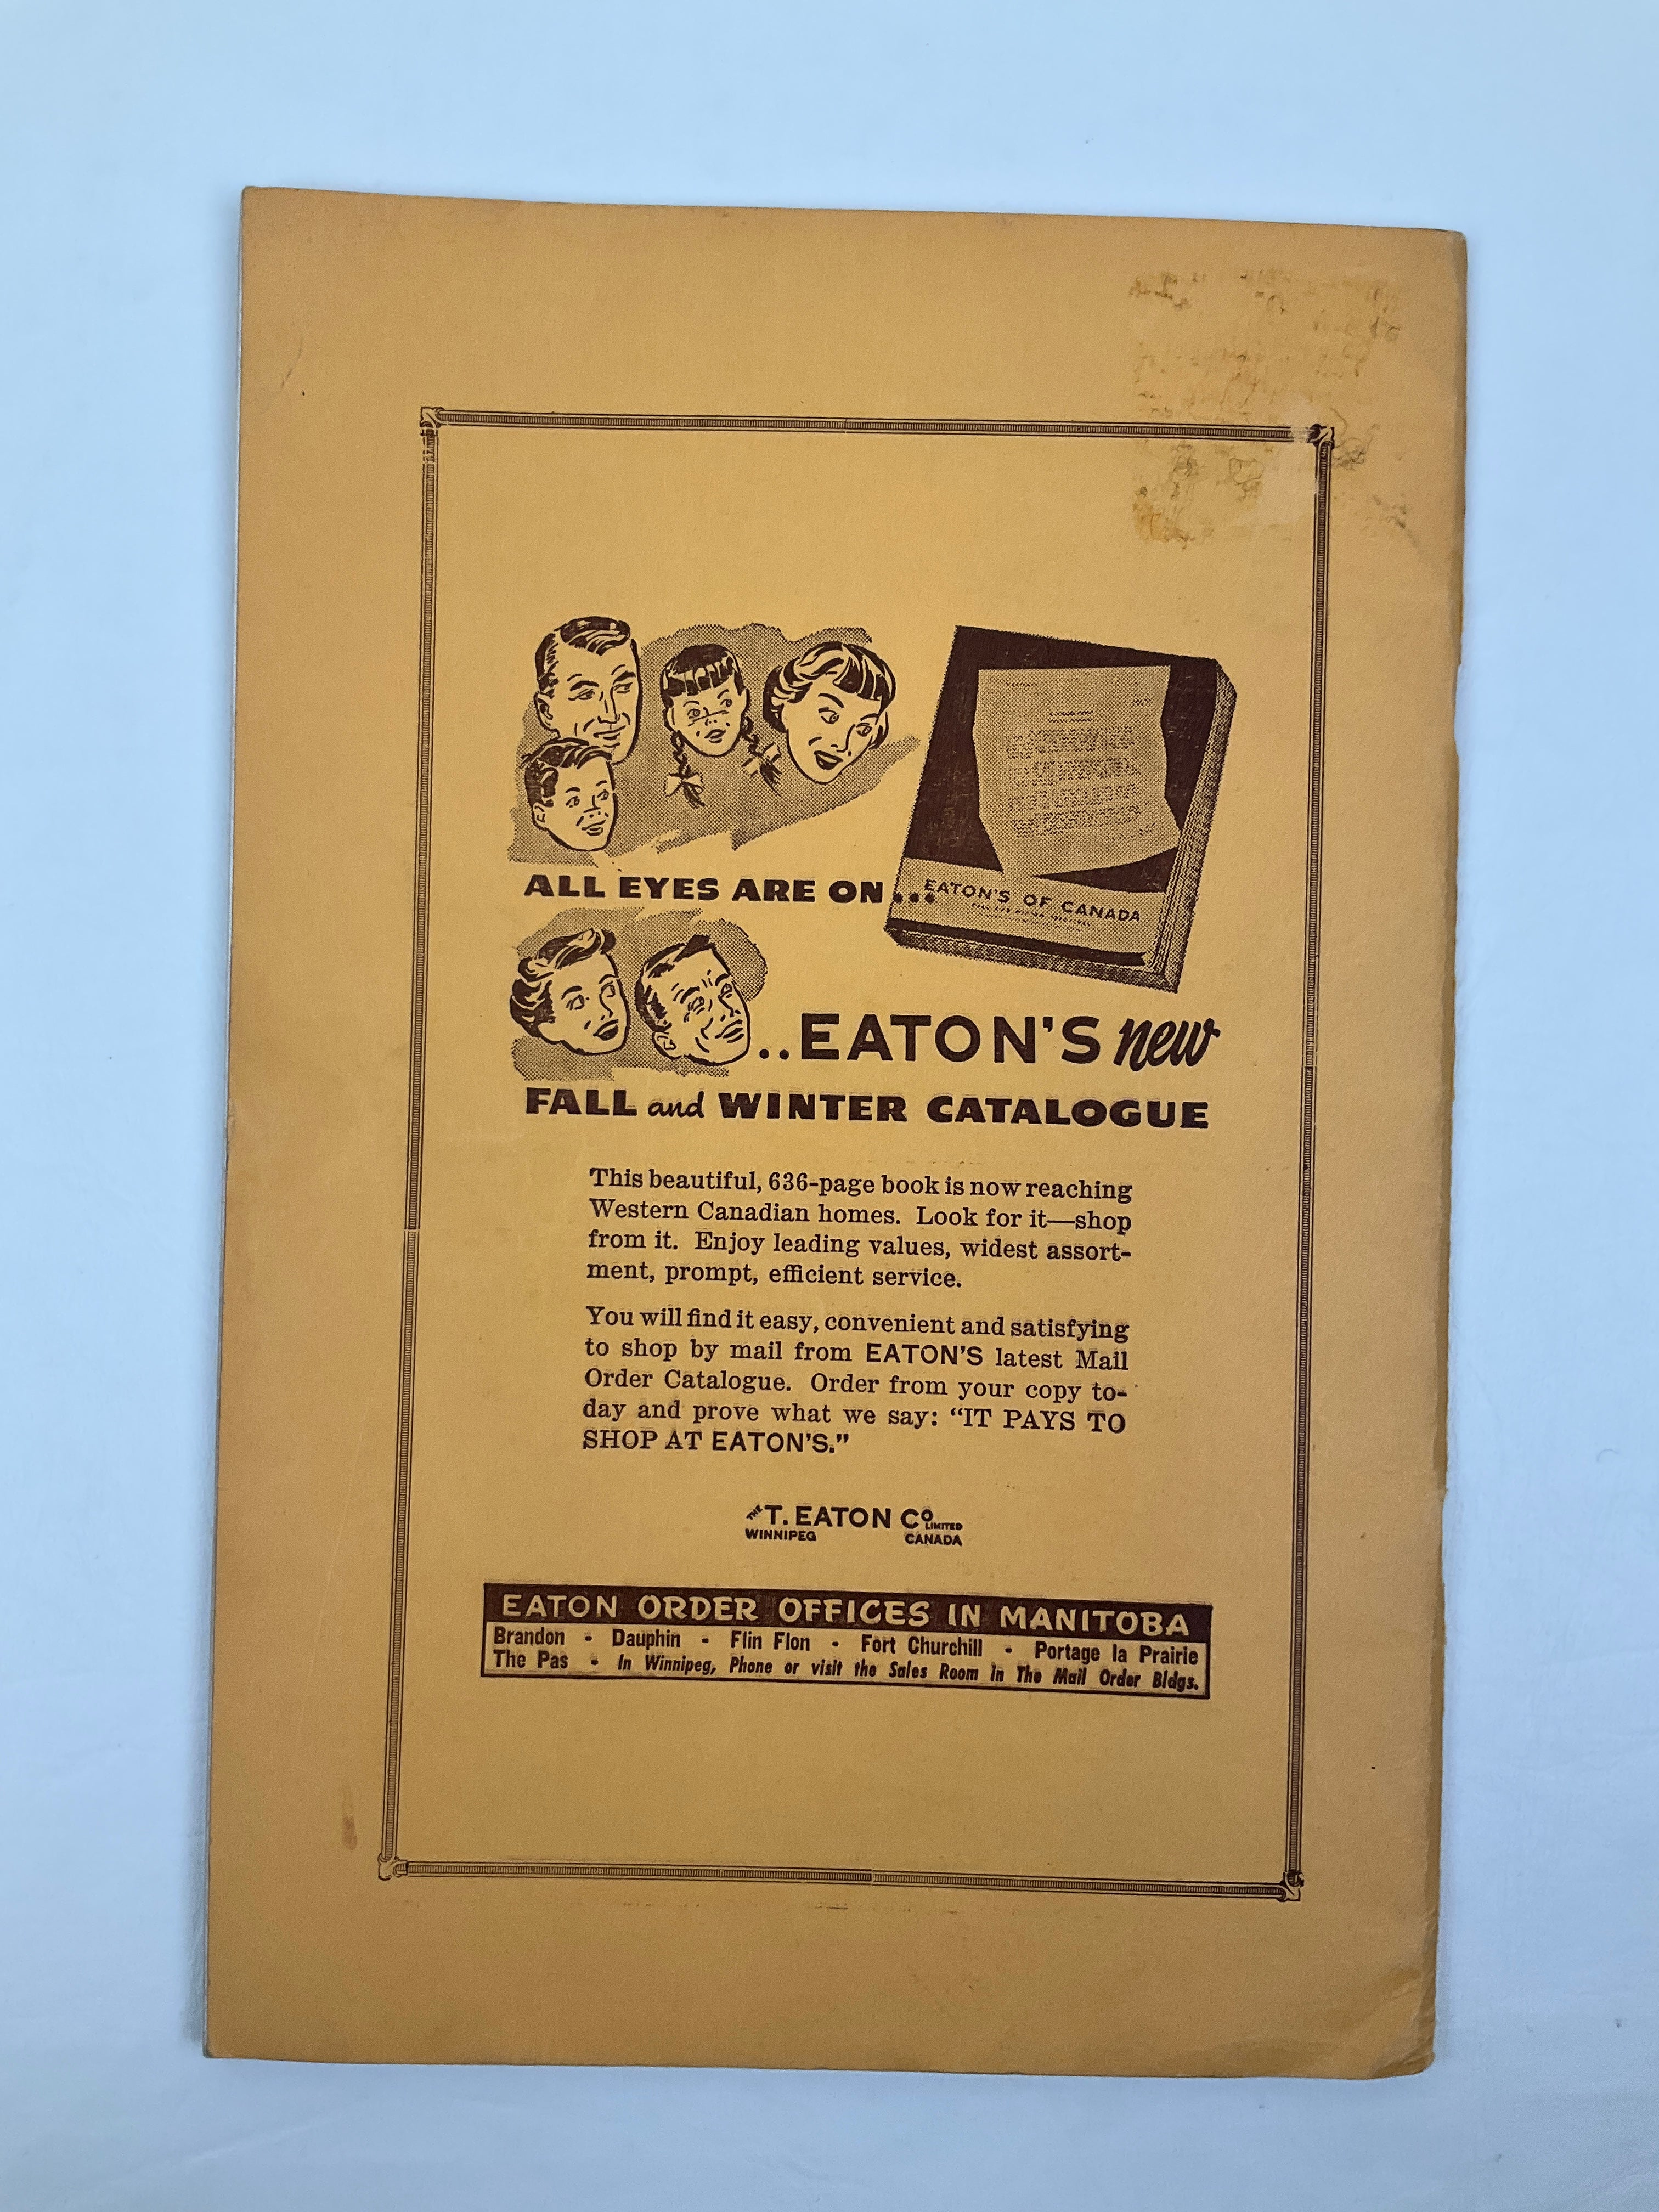 ALL EYES ARE ON...
EATON'S OF CANADA
..EATON'S new
FALL and WINTER CATALOGUE
This beautiful, 636-page book is now reaching
Western Canadian homes. Look for it—shop
from it. Enjoy leading values, widest assort-
ment, prompt, efficient service.
You will find it easy, convenient and satisfying
to shop by mail from EATON'S latest Mail
Order Catalogue. Order from your copy to-
day and prove what we say: "IT PAYS TO
SHOP AT EATON'S."
THE T. EATON CO LIMITED
WINNIPEG CANADA
EATON ORDER OFFICES IN MANITOBA
Brandon - Dauphin - Flin Flon - Fort Churchill - Portage la Prairie
The Pas - In Winnipeg, Phone or visit the Sales Room in The Mail Order Bldgs.